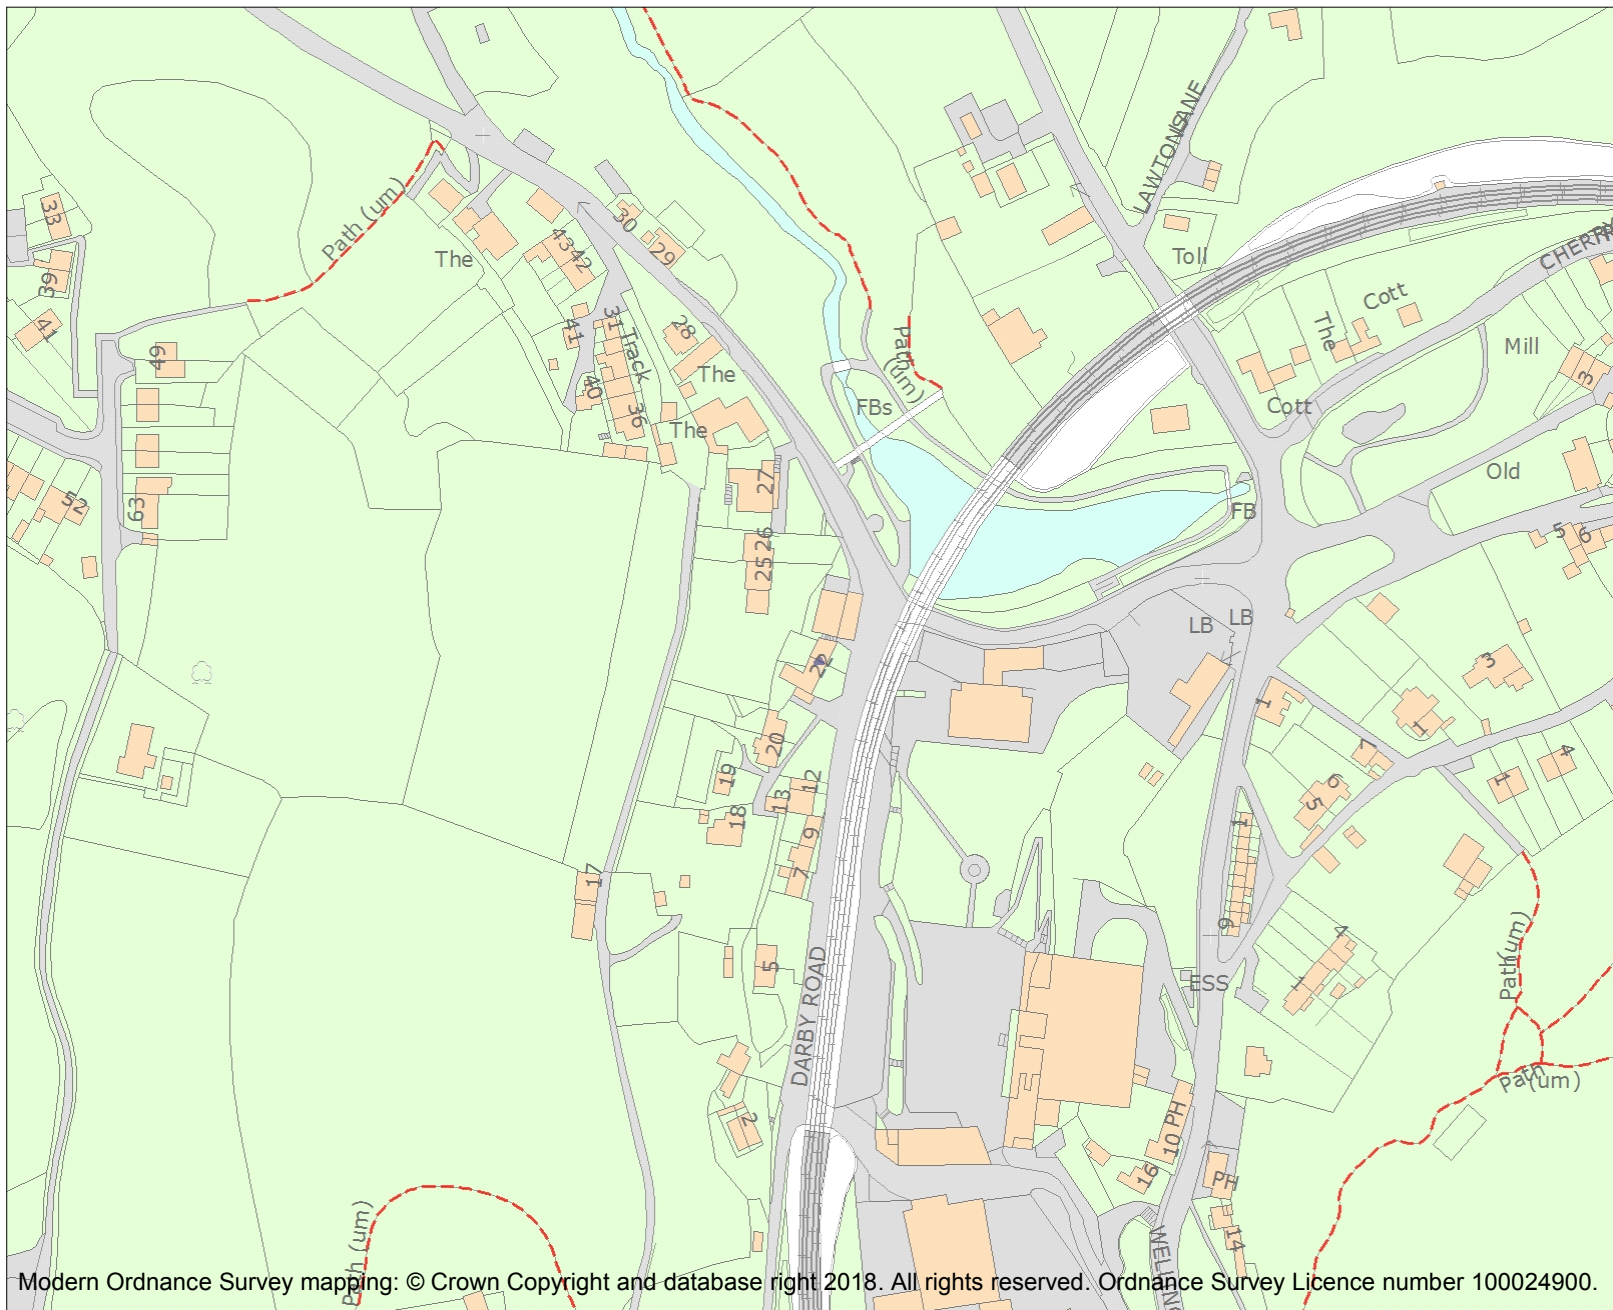 LAWTONS LANE
33
Path (um)
30
The
43
42
29
Toll
CHERRY
39
Cott
41
31
Track
28
The
Path (um)
Mill
49
41
The
3
40
FBs
Cott
36
The
Old
27
52
63
FB
26
5
6
25
LB
LB
22
3
1
1
20
7
4
19
12
1
13
6
5
18
9
1
7
17
9
4
Path (um)
5
1
ESS
DARBY ROAD
Path (um)
2
10 PH
16
PH
14
Path (um)
WELLING
Modern Ordnance Survey mapping: © Crown Copyright and database right 2018. All rights reserved. Ordnance Survey Licence number 100024900.